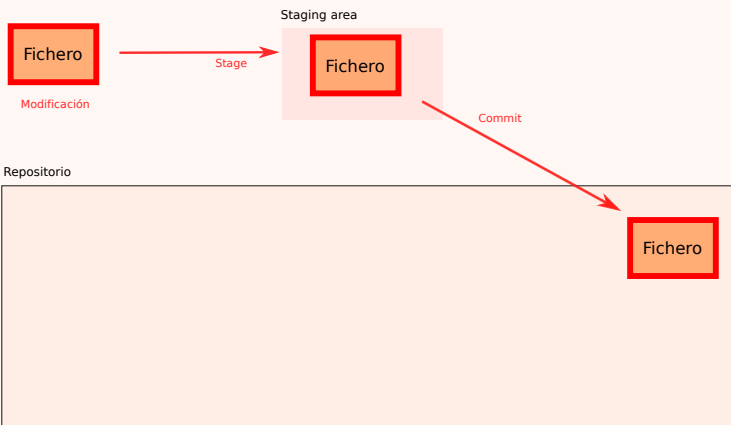 Staging area
Fichero
Fichero
Stage
Modificación
Commit
Repositorio
Fichero